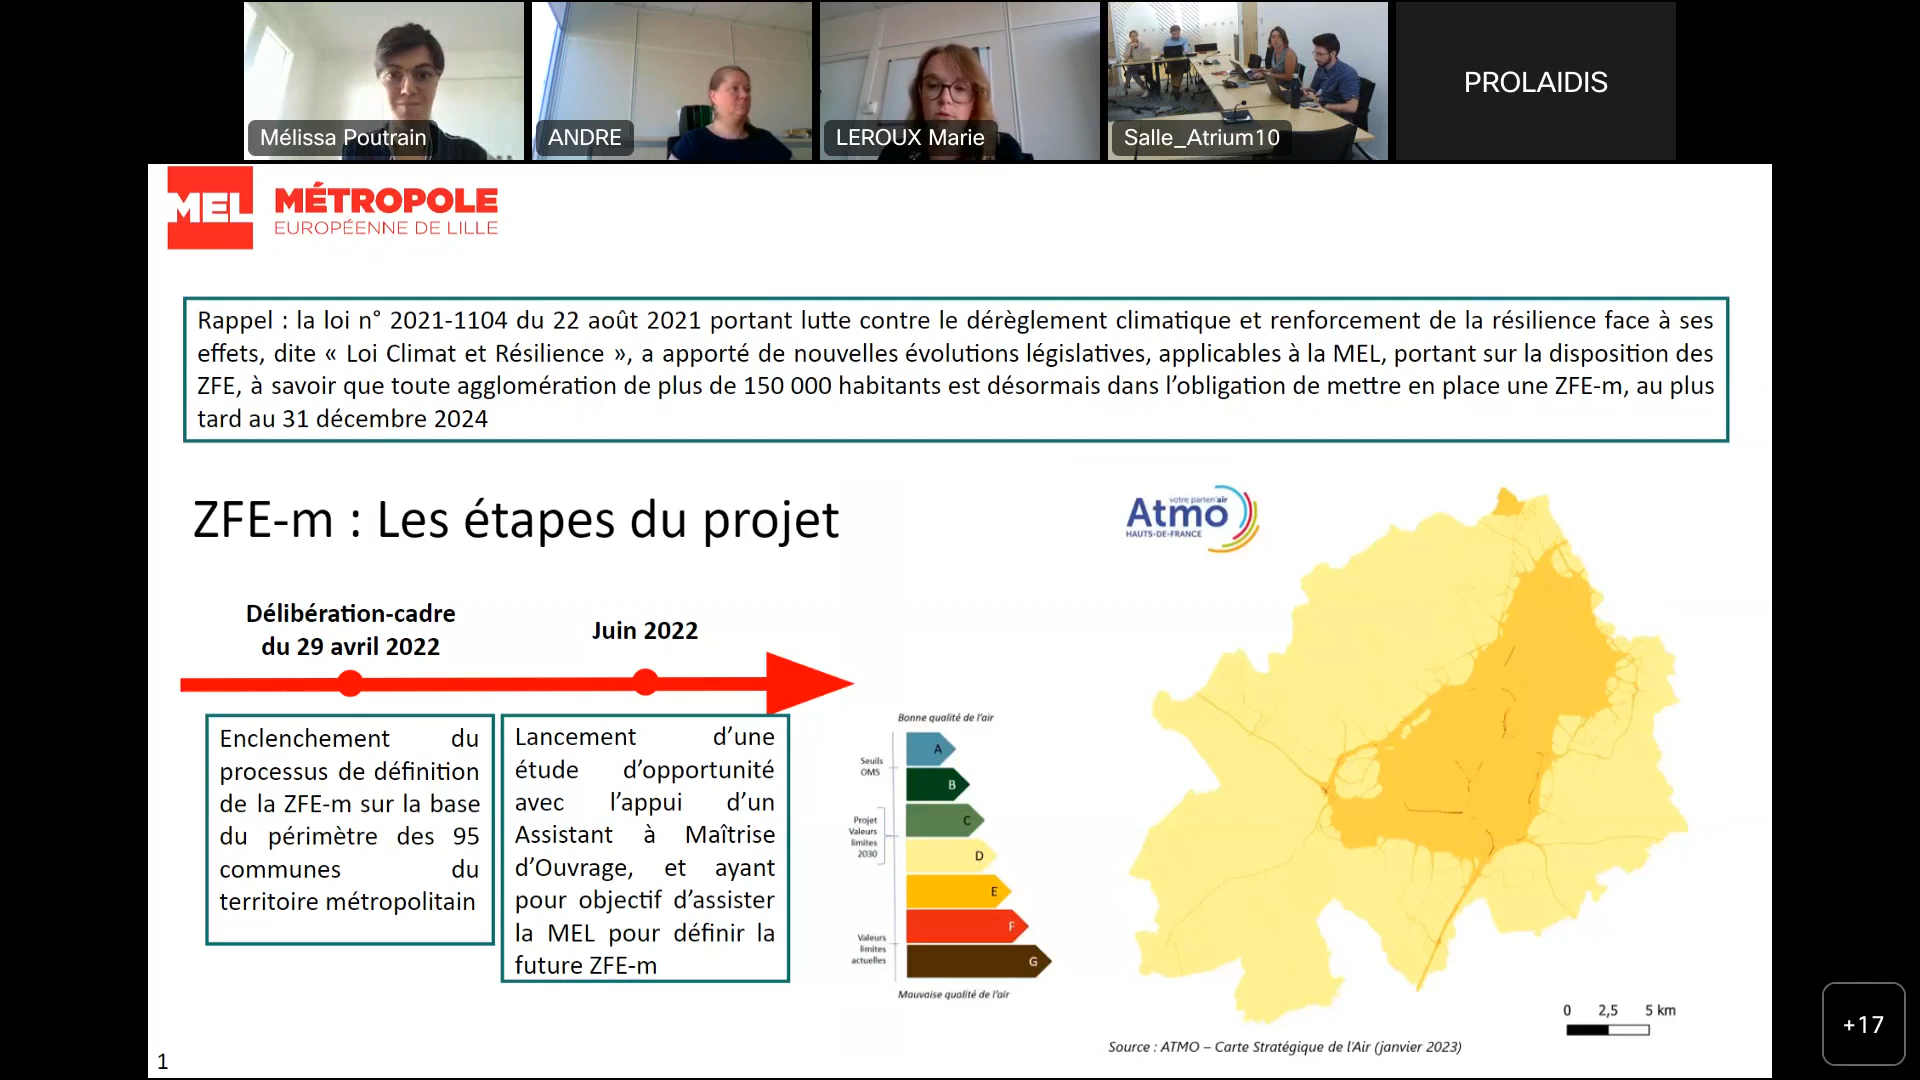 Mélissa Poutrain
ANDRE
LEROUX Marie
Salle_Atrium10
PROLAIDIS
MEL
MÉTROPOLE
EUROPÉENNE DE LILLE
Rappel : la loi n° 2021-1104 du 22 août 2021 portant lutte contre le dérèglement climatique et renforcement de la résilience face à ses
effets, dite « Loi Climat et Résilience », a apporté de nouvelles évolutions législatives, applicables à la MEL, portant sur la disposition des
ZFE, à savoir que toute agglomération de plus de 150 000 habitants est désormais dans l’obligation de mettre en place une ZFE-m, au plus
tard au 31 décembre 2024
ZFE-m : Les étapes du projet
votre parten'air
Atmo
HAUTS-DE-FRANCE
Délibération-cadre
du 29 avril 2022
Juin 2022
Enclenchement du
processus de définition
de la ZFE-m sur la base
du périmètre des 95
communes du
territoire métropolitain
Lancement d’une
étude d’opportunité
avec l’appui d’un
Assistant à Maîtrise
d’Ouvrage, et ayant
pour objectif d’assister
la MEL pour définir la
future ZFE-m
Bonne qualité de l’air
Seuils
OMS
Projet
Valeurs
limites
2030
Valeurs
limites
actuelles
A
B
C
D
E
F
G
Mauvaise qualité de l’air
0 2,5 5 km
Source : ATMO – Carte Stratégique de l’Air (janvier 2023)
1
+17